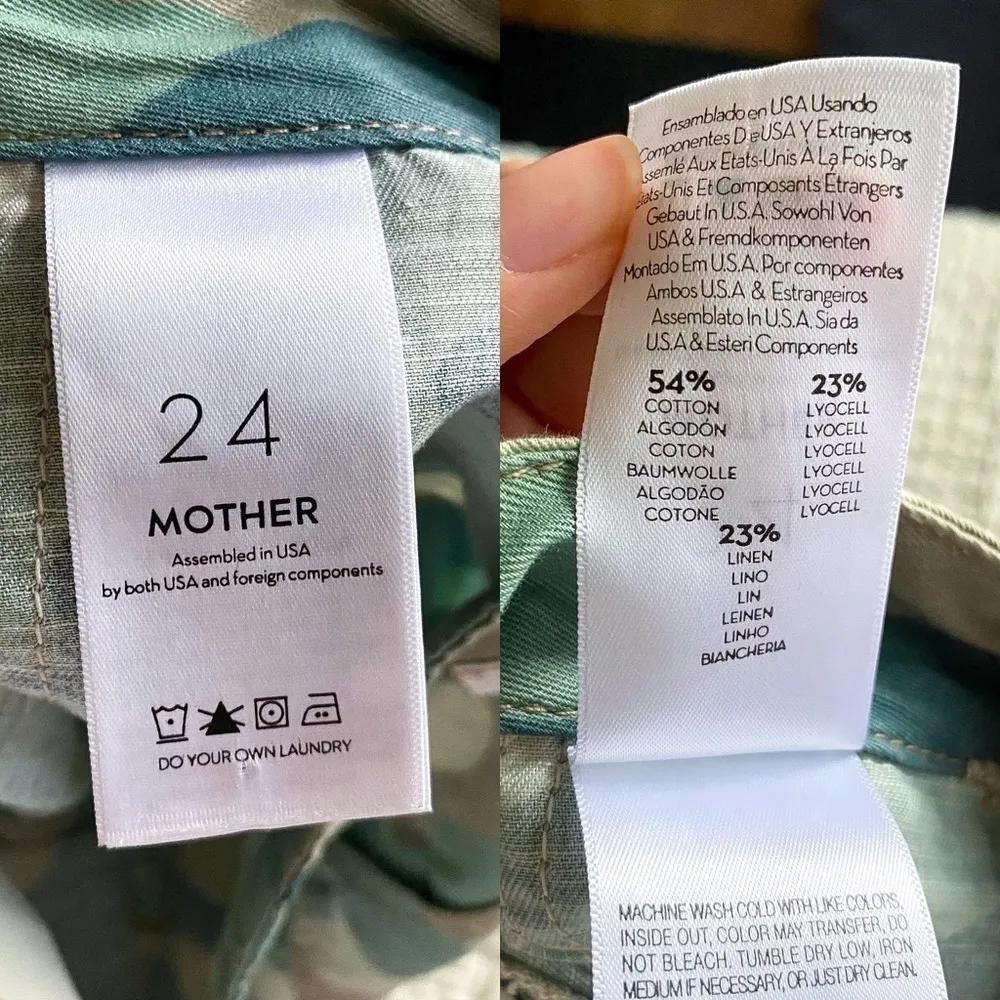 24
MOTHER
Assembled in USA
by both USA and foreign components
DO YOUR OWN LAUNDRY
Ensamblado en USA Usando
Componentes De USA Y Extranjeros
ssemlé Aux Etats-Unis À La Fois Par
ats-Unis Et Composants Étrangers
Gebaut In U.S.A. Sowohl Von
USA & Fremdkomponenten
Montado Em U.S.A. Por componentes
Ambos U.S.A & Estrangeiros
Assemblato In U.S.A. Sia da
U.S.A & Esteri Components
54% 23%
COTTON LYOCELL
ALGODÓN LYOCELL
COTON LYOCELL
BAUMWOLLE LYOCELL
ALGODÃO LYOCELL
COTONE LYOCELL
23%
LINEN
LINO
LIN
LEINEN
LINHO
BIANCHERIA
MACHINE WASH COLD WITH LIKE COLORS,
INSIDE OUT, COLOR MAY TRANSFER, DO
NOT BLEACH. TUMBLE DRY LOW, IRON
MEDIUM IF NECESSARY, OR JUST DRY CLEAN.